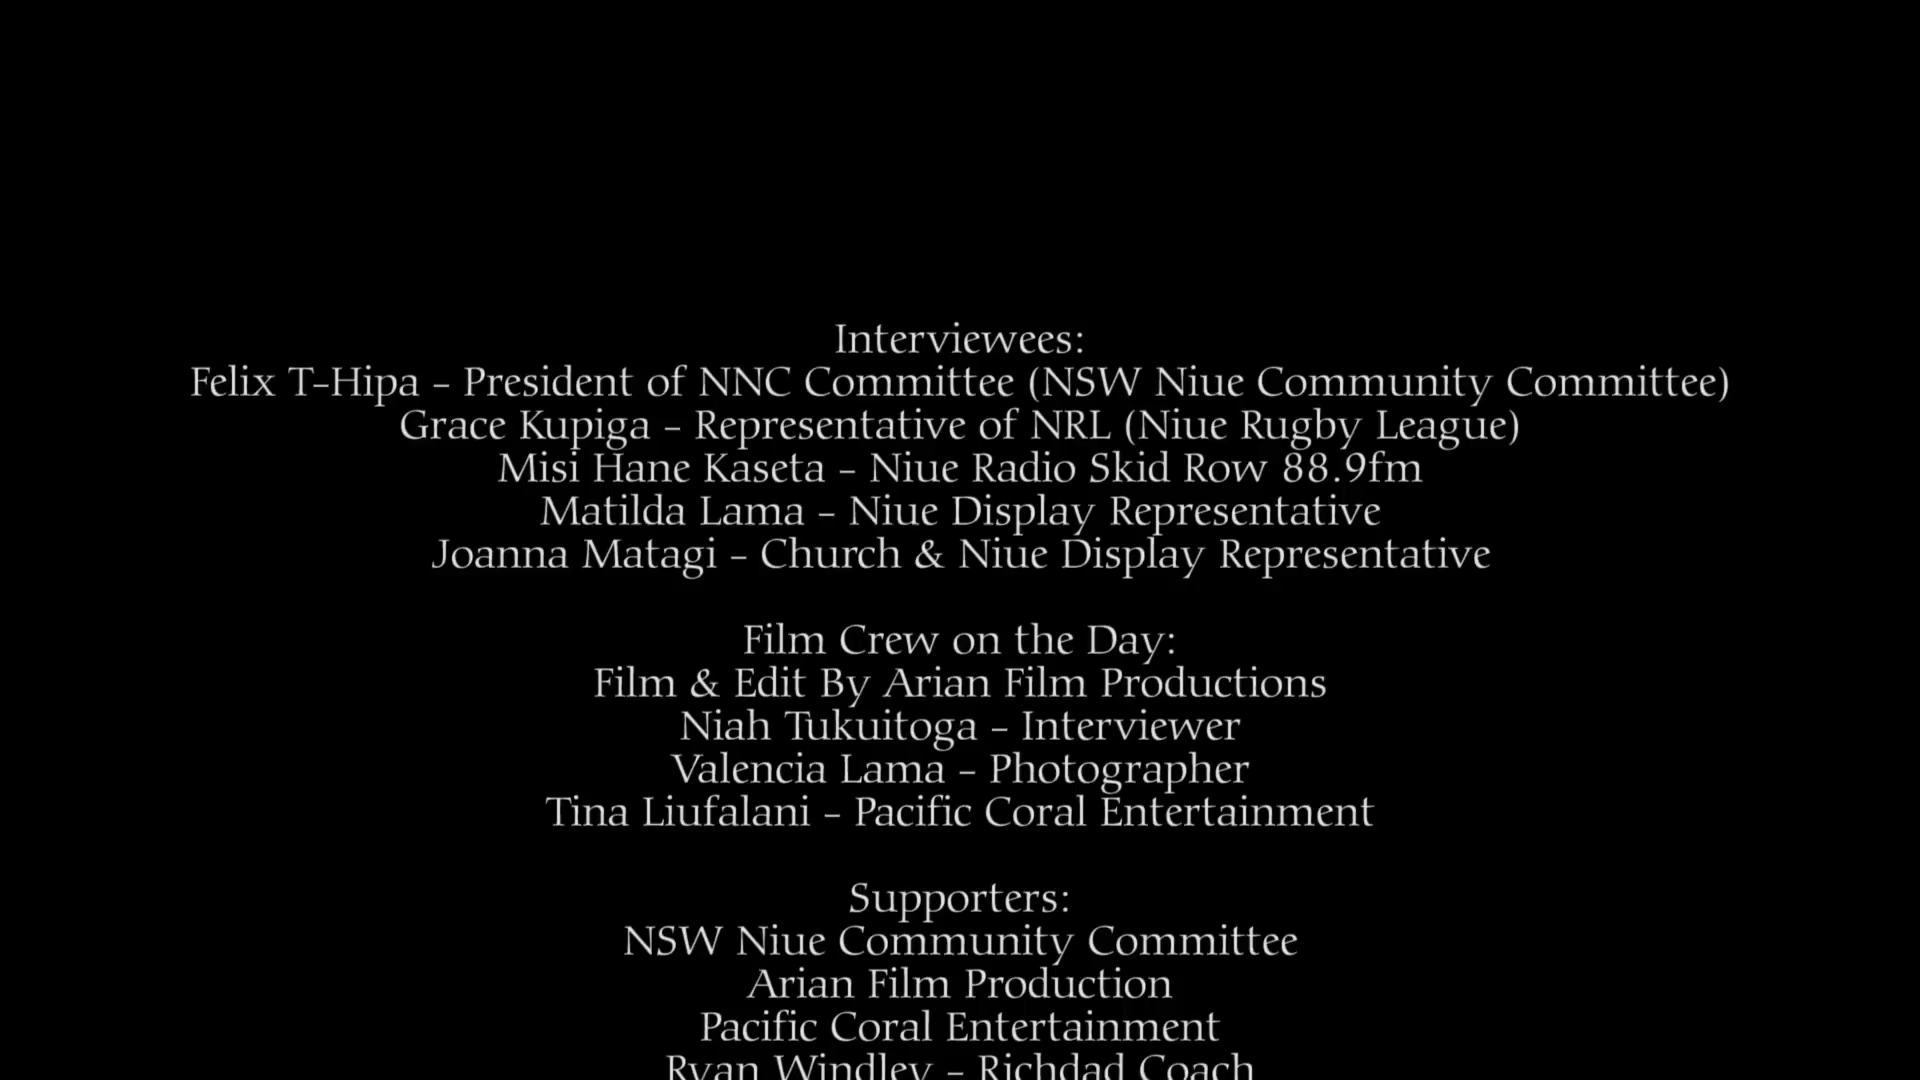 Interviewees:
Felix T-Hipa - President of NNC Committee (NSW Niue Community Committee)
Grace Kupiga - Representative of NRL (Niue Rugby League)
Misi Hane Kaseta - Niue Radio Skid Row 88.9fm
Matilda Lama - Niue Display Representative
Joanna Matagi - Church & Niue Display Representative
Film Crew on the Day:
Film & Edit By Arian Film Productions
Niah Tukuitoga - Interviewer
Valencia Lama - Photographer
Tina Liufalani - Pacific Coral Entertainment
Supporters:
NSW Niue Community Committee
Arian Film Production
Pacific Coral Entertainment
Ryan Windley - Richdad Coach